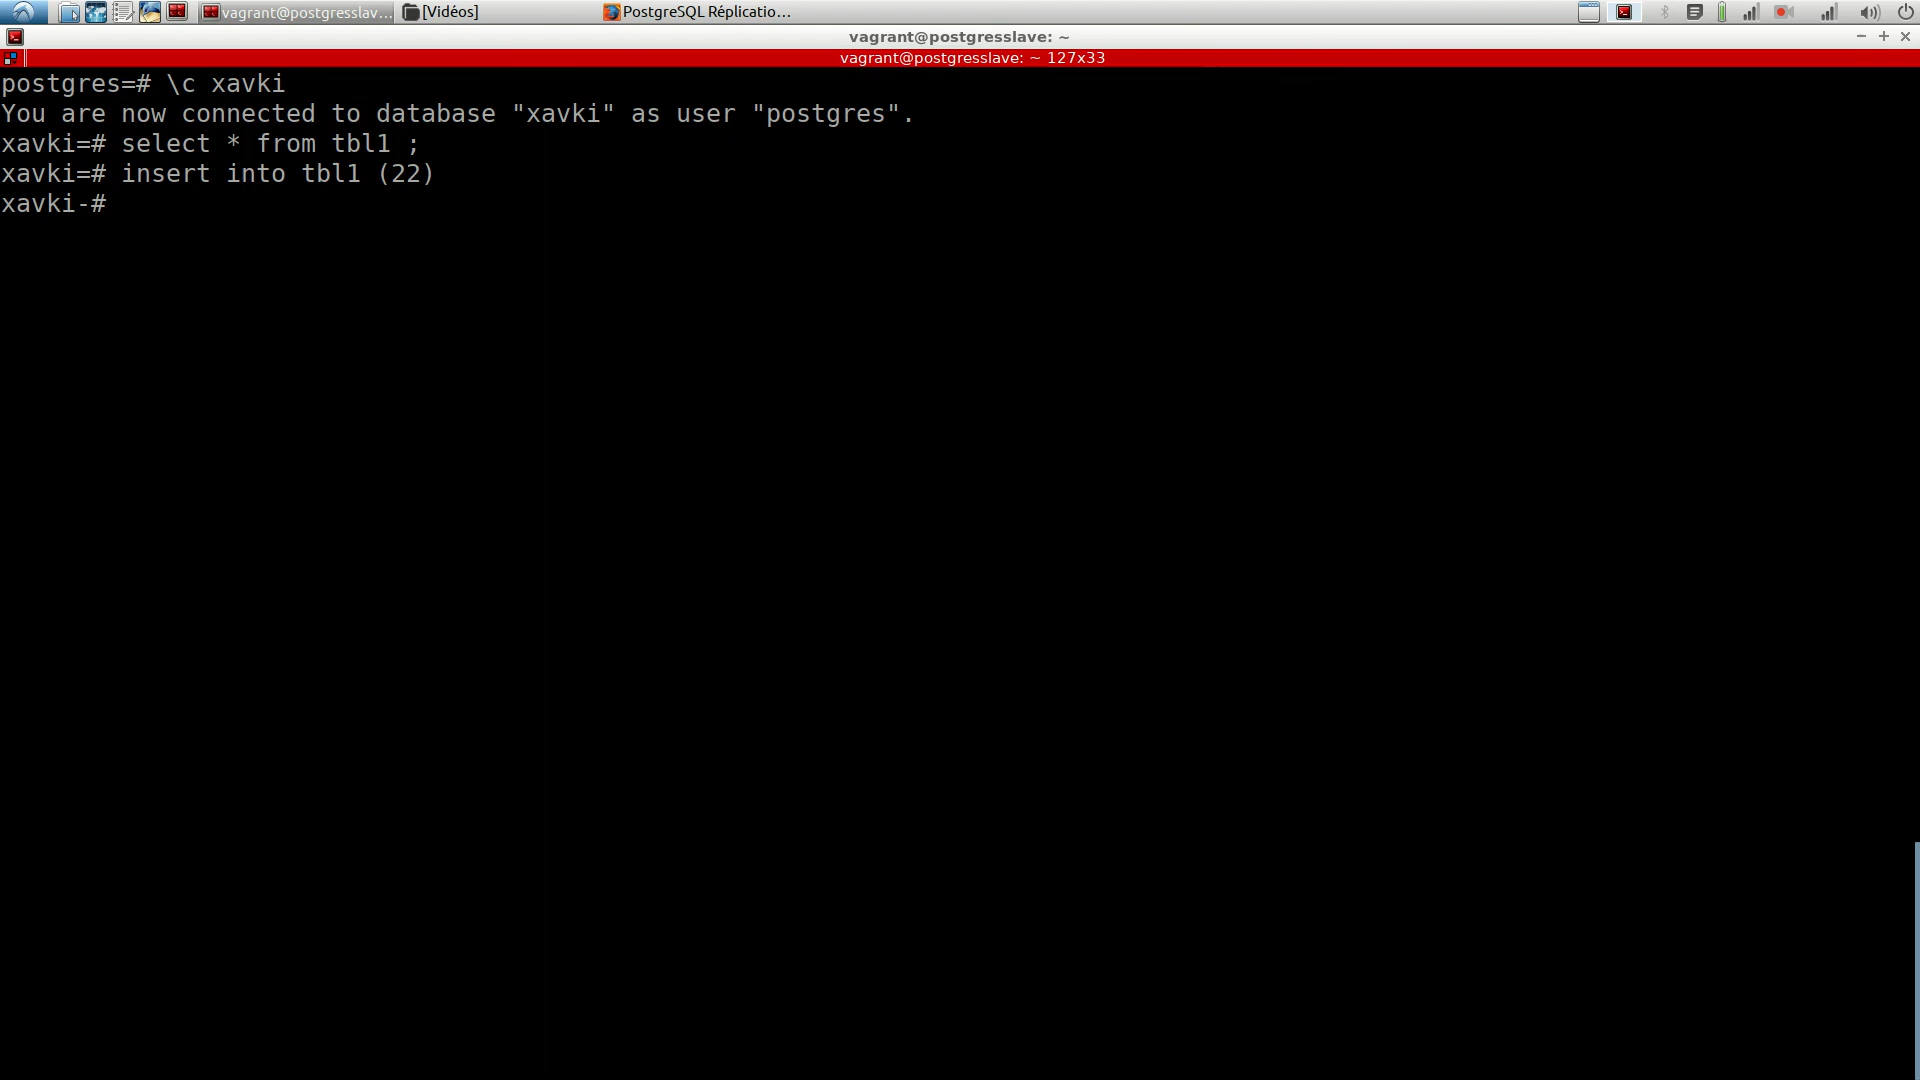 vagrant@postgresslav... [Vidéos] PostgreSQL Réplicatio...
vagrant@postgresslave: ~
vagrant@postgresslave: ~ 127x33
postgres=# \c xavki
You are now connected to database "xavki" as user "postgres".
xavki=# select * from tbl1 ;
xavki=# insert into tbl1 (22)
xavki-#